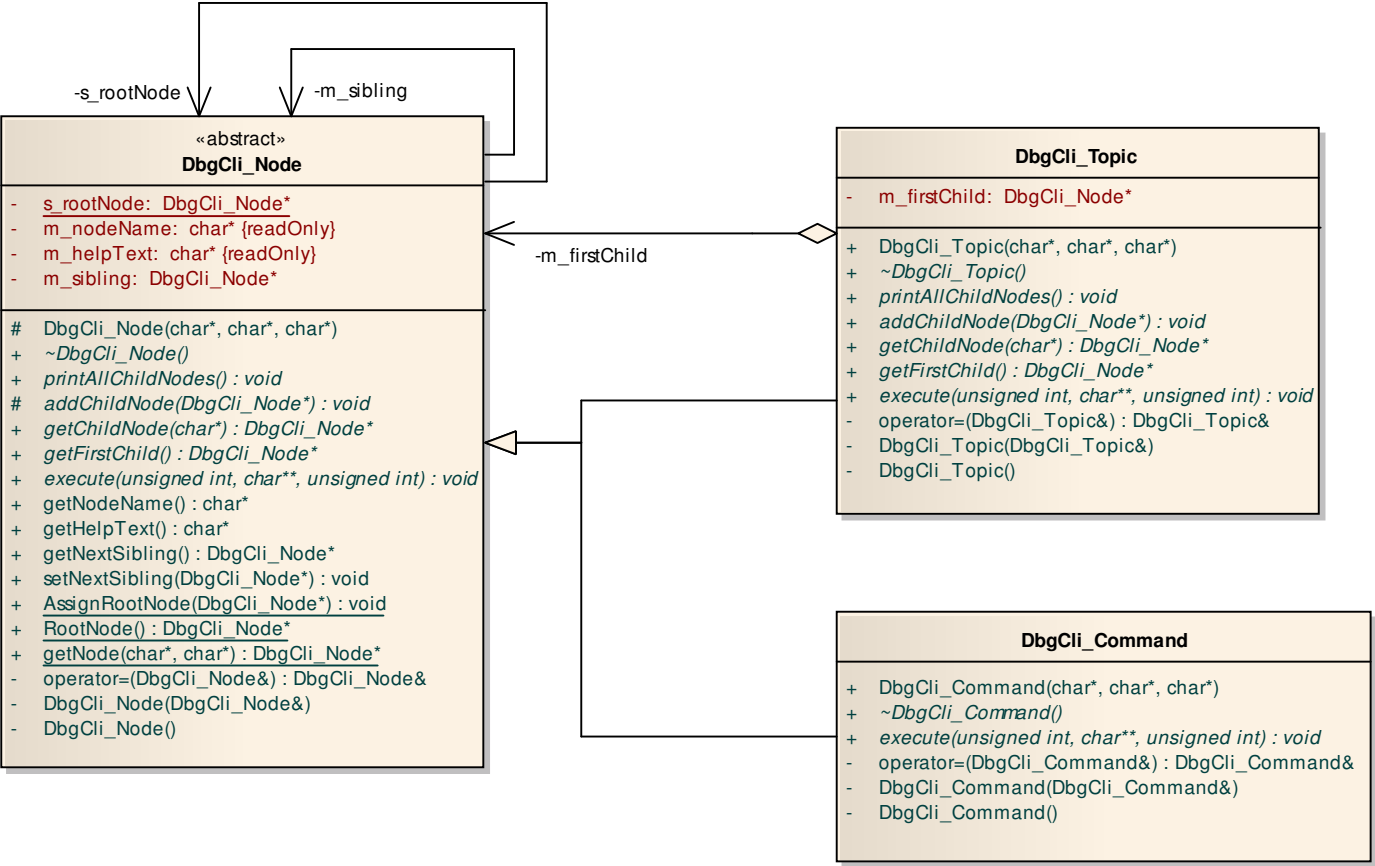 -s_rootNode
-m_sibling
«abstract»
DbgCli_Node
- s_rootNode: DbgCli_Node*
- m_nodeName: char* {readOnly}
- m_helpText: char* {readOnly}
- m_sibling: DbgCli_Node*
# DbgCli_Node(char*, char*, char*)
+ ~DbgCli_Node()
+ printAllChildNodes() : void
# addChildNode(DbgCli_Node*) : void
+ getChildNode(char*) : DbgCli_Node*
+ getFirstChild() : DbgCli_Node*
+ execute(unsigned int, char**, unsigned int) : void
+ getNodeName() : char*
+ getHelpText() : char*
+ getNextSibling() : DbgCli_Node*
+ setNextSibling(DbgCli_Node*) : void
+ AssignRootNode(DbgCli_Node*) : void
+ RootNode() : DbgCli_Node*
+ getNode(char*, char*) : DbgCli_Node*
- operator=(DbgCli_Node&) : DbgCli_Node&
- DbgCli_Node(DbgCli_Node&)
- DbgCli_Node()
-m_firstChild
DbgCli_Topic
- m_firstChild: DbgCli_Node*
+ DbgCli_Topic(char*, char*, char*)
+ ~DbgCli_Topic()
+ printAllChildNodes() : void
+ addChildNode(DbgCli_Node*) : void
+ getChildNode(char*) : DbgCli_Node*
+ getFirstChild() : DbgCli_Node*
+ execute(unsigned int, char**, unsigned int) : void
- operator=(DbgCli_Topic&) : DbgCli_Topic&
- DbgCli_Topic(DbgCli_Topic&)
- DbgCli_Topic()
DbgCli_Command
+ DbgCli_Command(char*, char*, char*)
+ ~DbgCli_Command()
+ execute(unsigned int, char**, unsigned int) : void
- operator=(DbgCli_Command&) : DbgCli_Command&
- DbgCli_Command(DbgCli_Command&)
- DbgCli_Command()